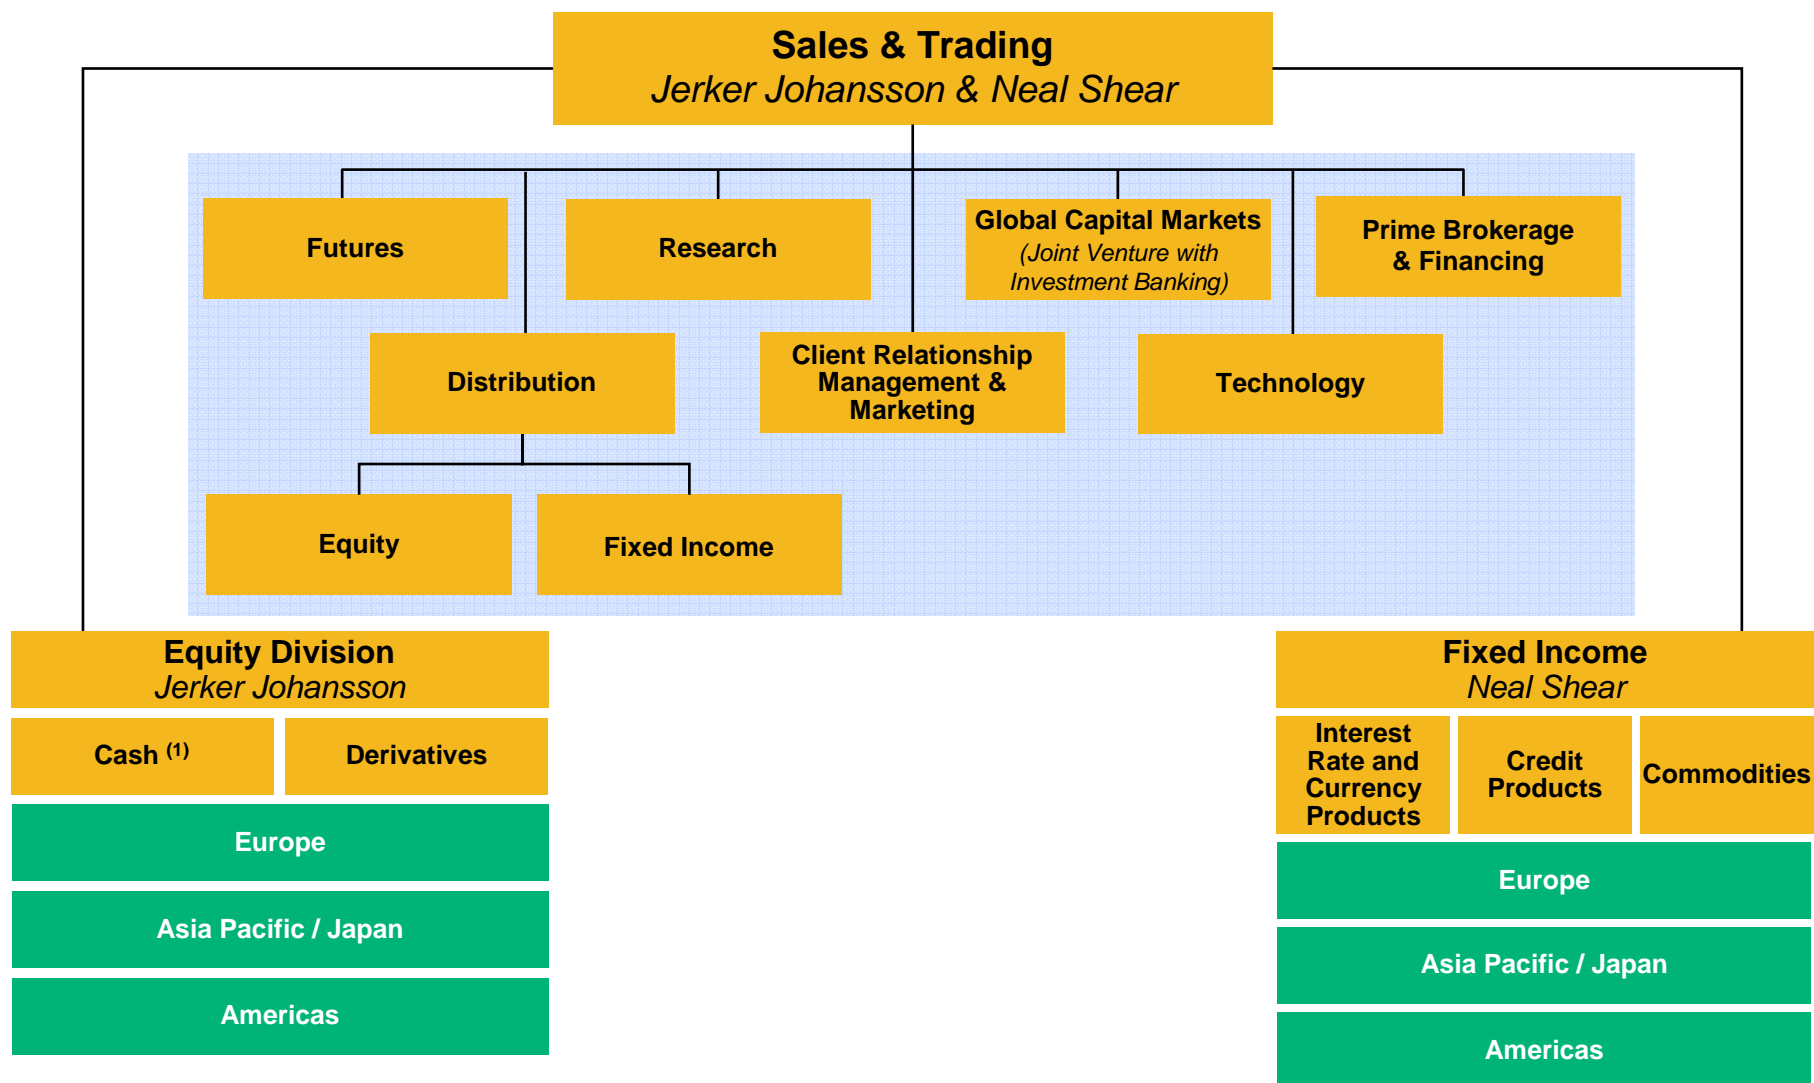 Sales & Trading
Jerker Johansson & Neal Shear
Futures
Research
Global Capital Markets
(Joint Venture with
Investment Banking)
Prime Brokerage
& Financing
Distribution
Client Relationship
Management &
Marketing
Technology
Equity
Fixed Income
Equity Division
Jerker Johansson
Cash (1)
Derivatives
Europe
Asia Pacific / Japan
Americas
Fixed Income
Neal Shear
Interest
Rate and
Currency
Products
Credit
Products
Commodities
Europe
Asia Pacific / Japan
Americas